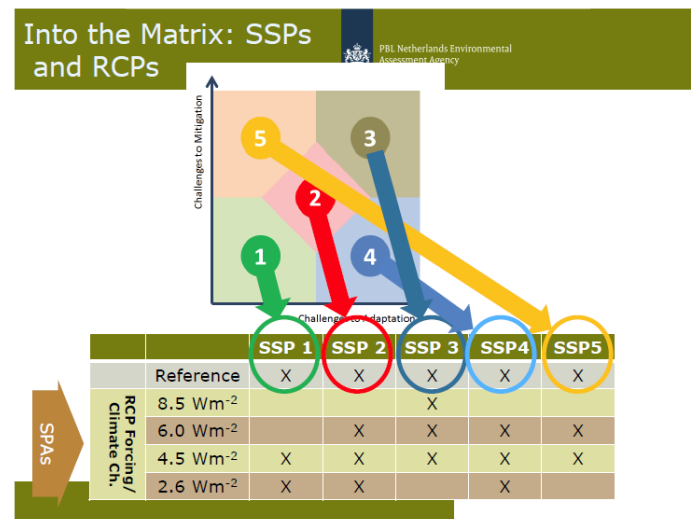 Into the Matrix: SSPs
and RCPs
PBL Netherlands Environmental
Assessment Agency
Challenges to Mitigation
5
3
2
1
4
Challenges to Adaptation
SSP 1 SSP 2 SSP 3 SSP4 SSP5
Reference X X X X X
SPAs
RCP Forcing/
Climate Ch.
8.5 Wm-2 X
6.0 Wm-2 X X X X
4.5 Wm-2 X X X X X
2.6 Wm-2 X X X